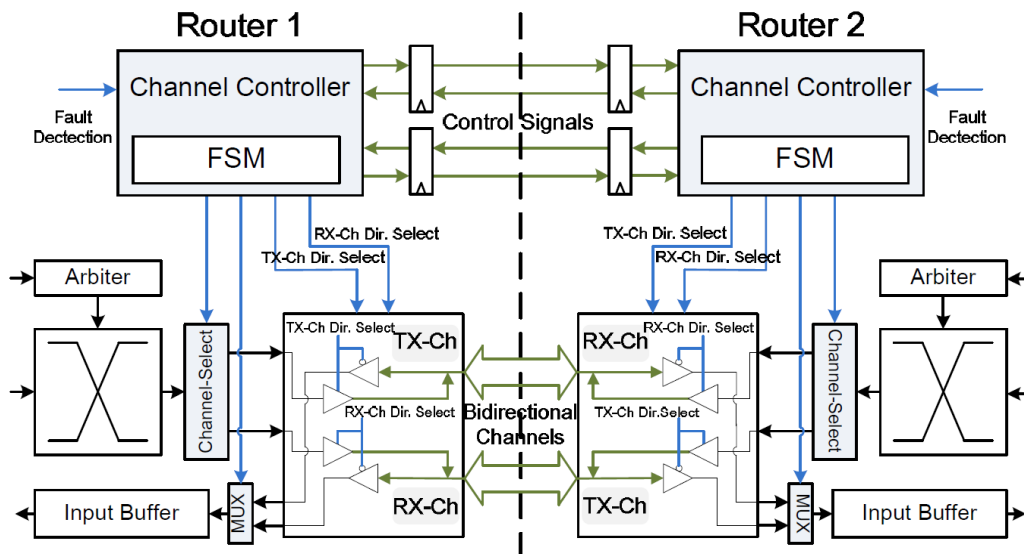 Router 1
Router 2
Channel Controller
Channel Controller
Fault
Dectection
Control Signals
Fault
Dectection
FSM
FSM
RX-Ch Dir. Select
TX-Ch Dir. Select
TX-Ch Dir. Select
RX-Ch Dir. Select
Arbiter
Arbiter
TX-Ch Dir. Select
TX-Ch
RX-Ch
RX-Ch Dir. Select
Channel-Select
Channel-Select
RX-Ch Dir. Select
Bidirectional
Channels
TX-Ch Dir.Select
RX-Ch
TX-Ch
Input Buffer
MUX
MUX
Input Buffer